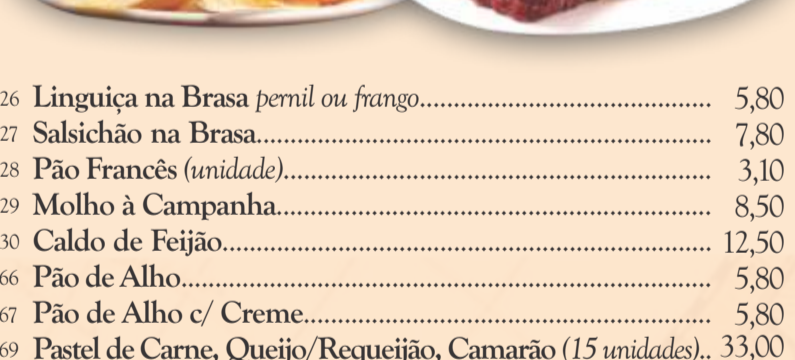 26 Linguiça na Brasa pernil ou frango........ 5,80
27 Salsichão na Brasa........ 7,80
28 Pão Francês (unidade)........ 3,10
29 Molho à Campanha........ 8,50
30 Caldo de Feijão........ 12,50
66 Pão de Alho........ 5,80
67 Pão de Alho c/ Creme........ 5,80
69 Pastel de Carne, Queijo/Requeijão, Camarão (15 unidades).. 33,00